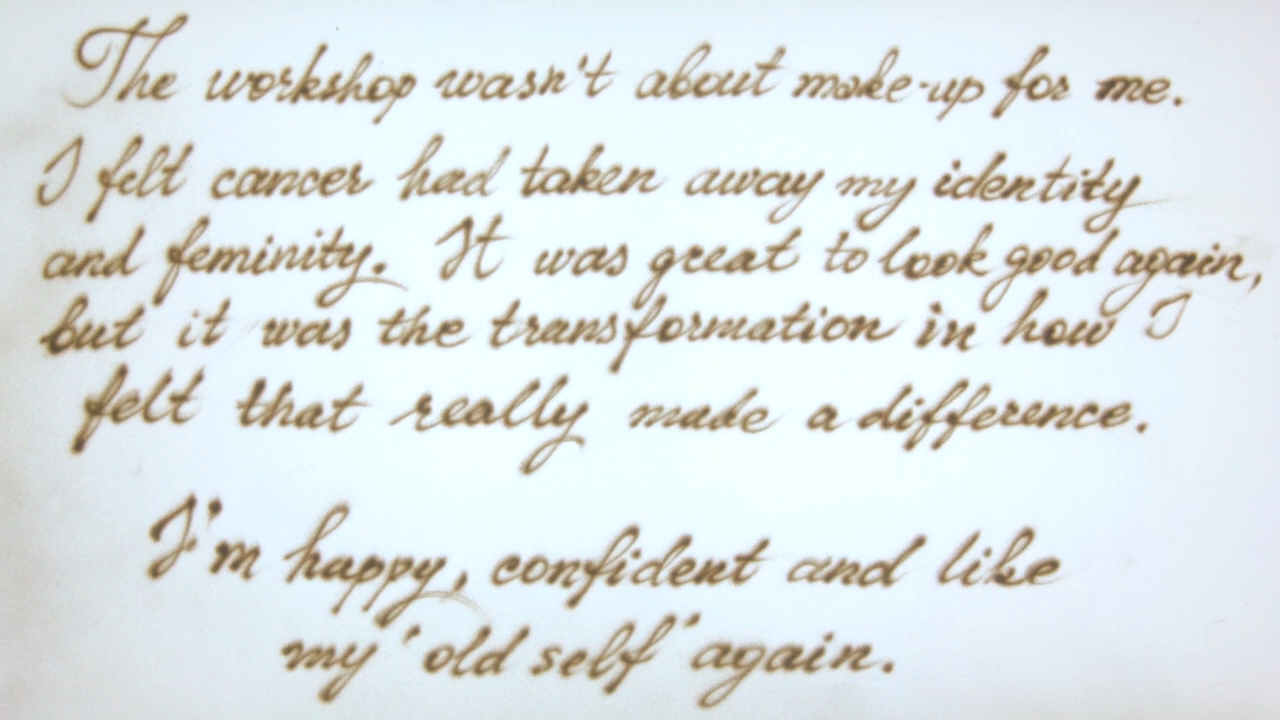 The workshop wasn't about make-up for me.
I felt cancer had taken away my identity
and feminity. It was great to look good again,
but it was the transformation in how I
felt that really made a difference.
I'm happy, confident and like
my 'old self' again.